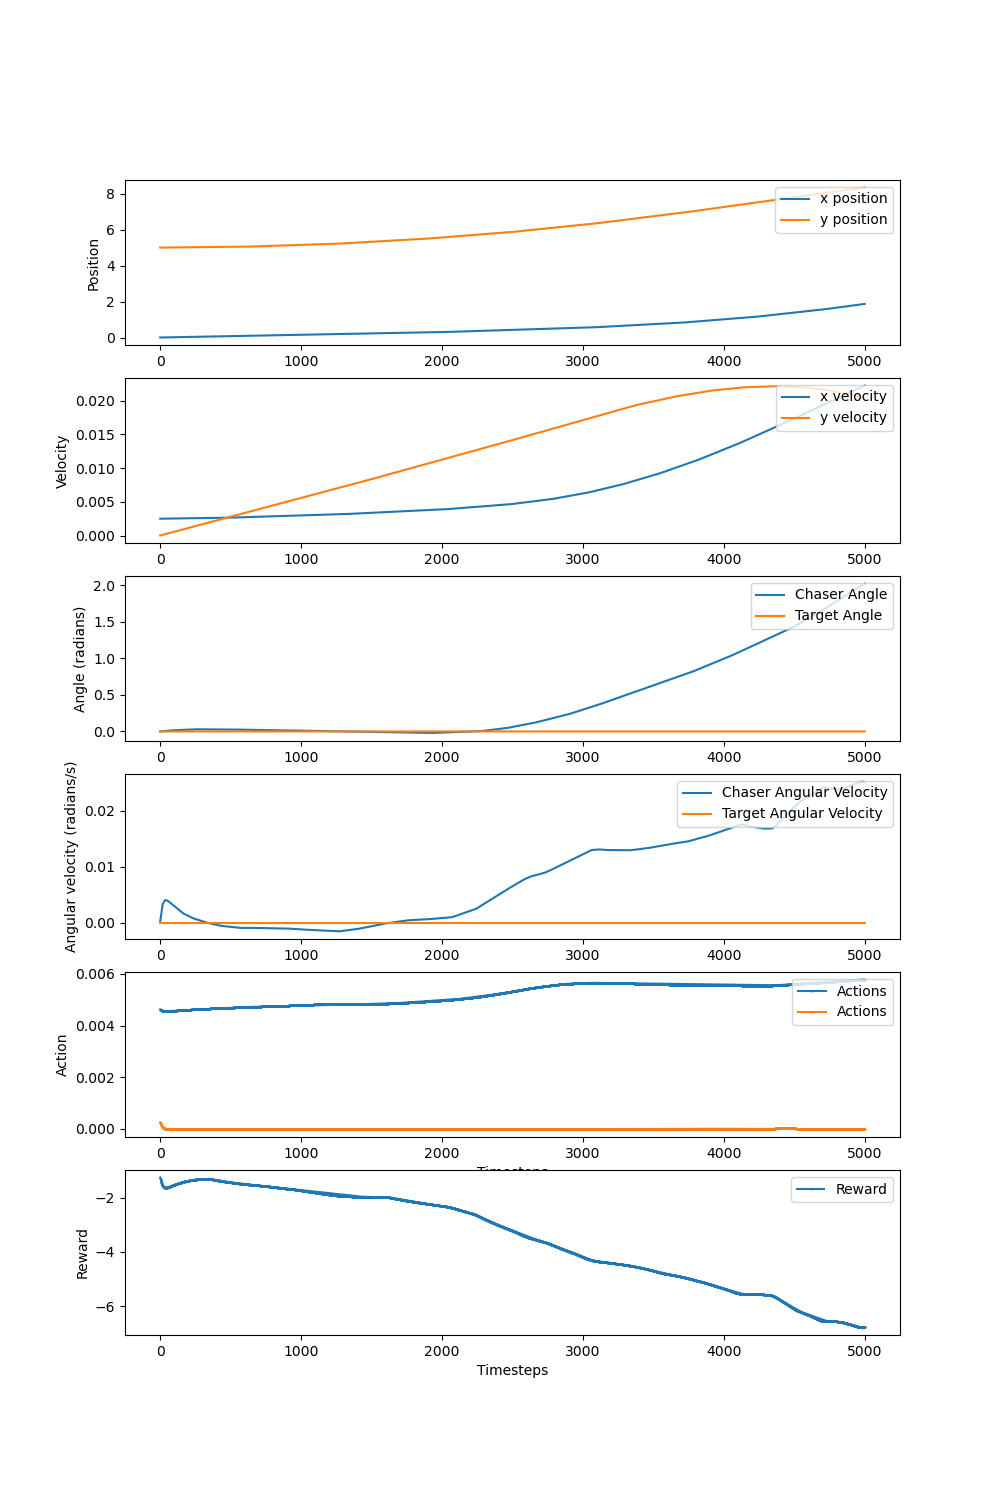 8
6
4
2
0
Position
x position
y position
0 1000 2000 3000 4000 5000
0.020
0.015
0.010
0.005
0.000
Velocity
x velocity
y velocity
0 1000 2000 3000 4000 5000
2.0
1.5
1.0
0.5
0.0
Angle (radians)
Chaser Angle
Target Angle
0 1000 2000 3000 4000 5000
0.02
0.01
0.00
Angular velocity (radians/s)
Chaser Angular Velocity
Target Angular Velocity
0 1000 2000 3000 4000 5000
0.006
0.004
0.002
0.000
Action
Actions
Actions
0 1000 2000 3000 4000 5000
Timesteps
−2
−4
−6
Reward
Reward
0 1000 2000 3000 4000 5000
Timesteps